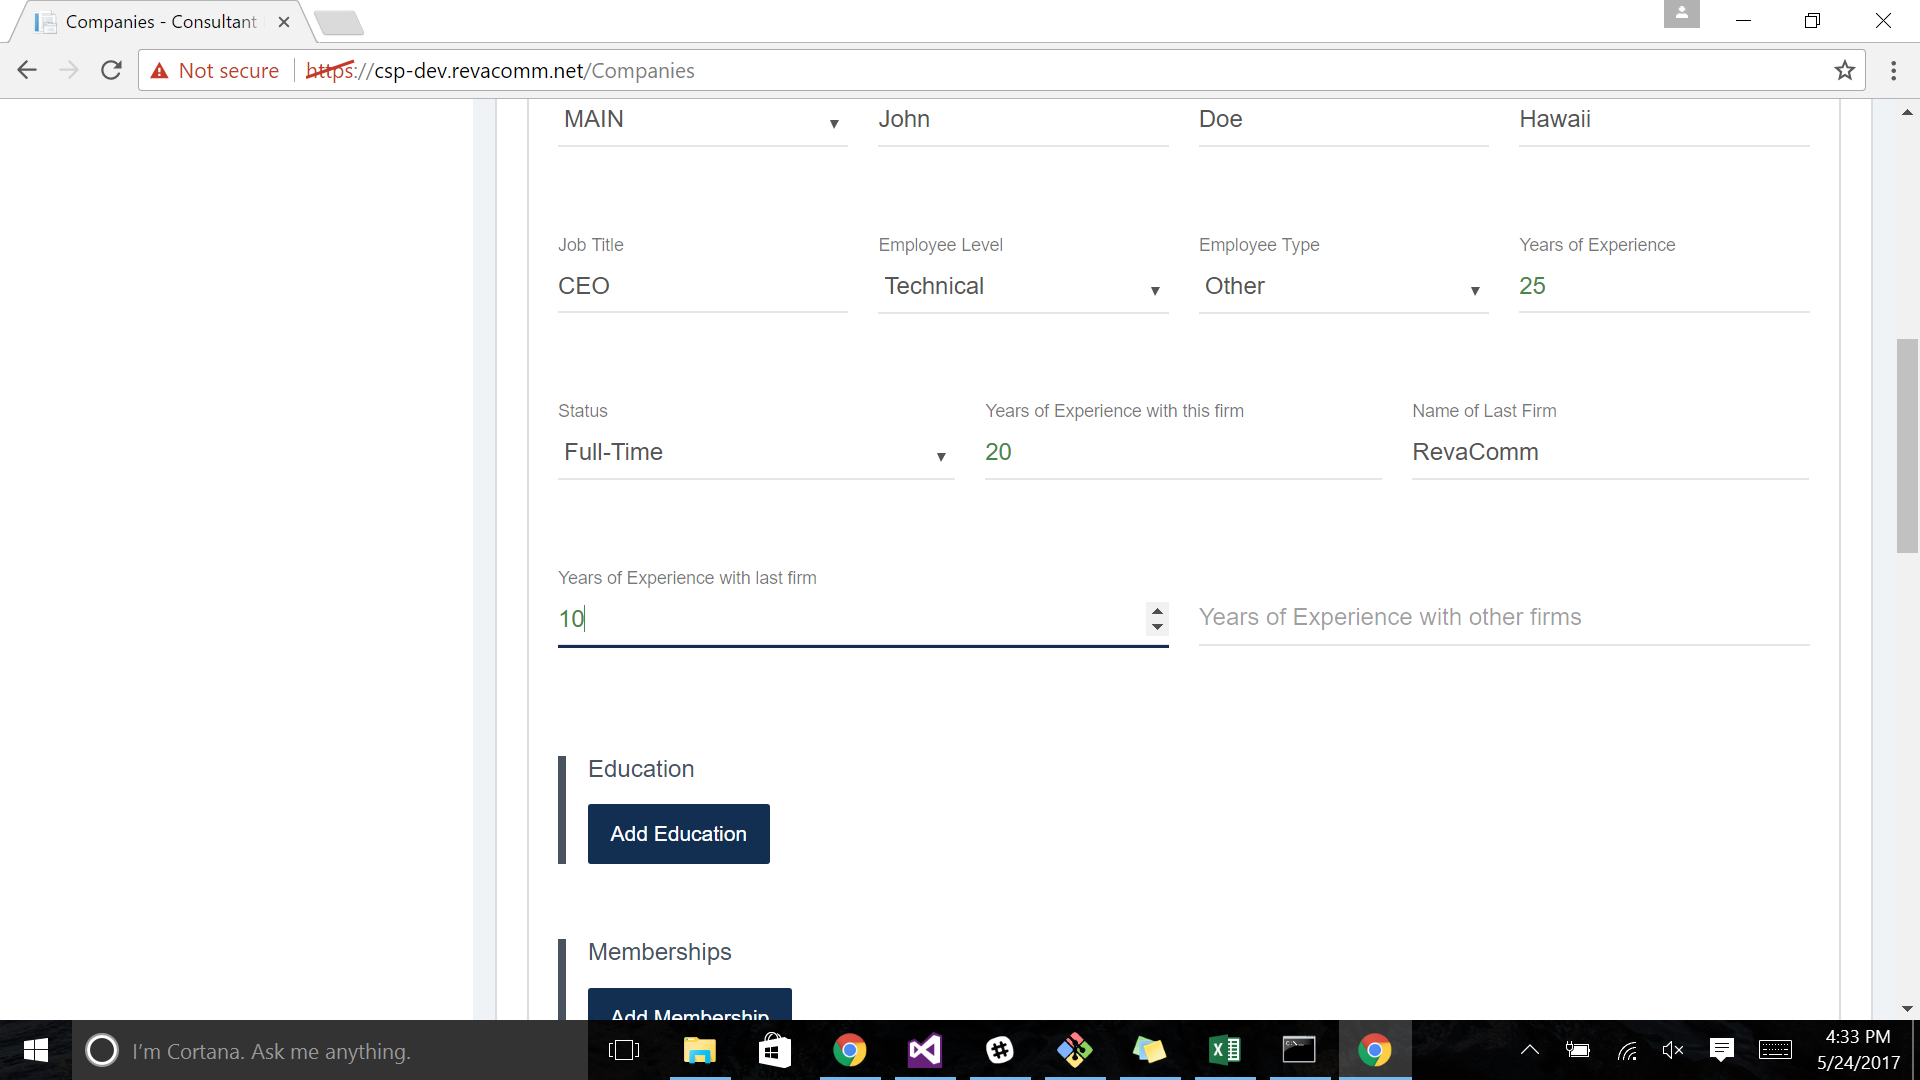 Companies - Consultant
Not secure https://csp-dev.revacomm.net/Companies
MAIN John Doe Hawaii
Job Title Employee Level Employee Type Years of Experience
CEO Technical Other 25
Status Years of Experience with this firm Name of Last Firm
Full-Time 20 RevaComm
Years of Experience with last firm
10 Years of Experience with other firms
Education
Add Education
Memberships
Add Membership
I'm Cortana. Ask me anything.
4:33 PM
5/24/2017